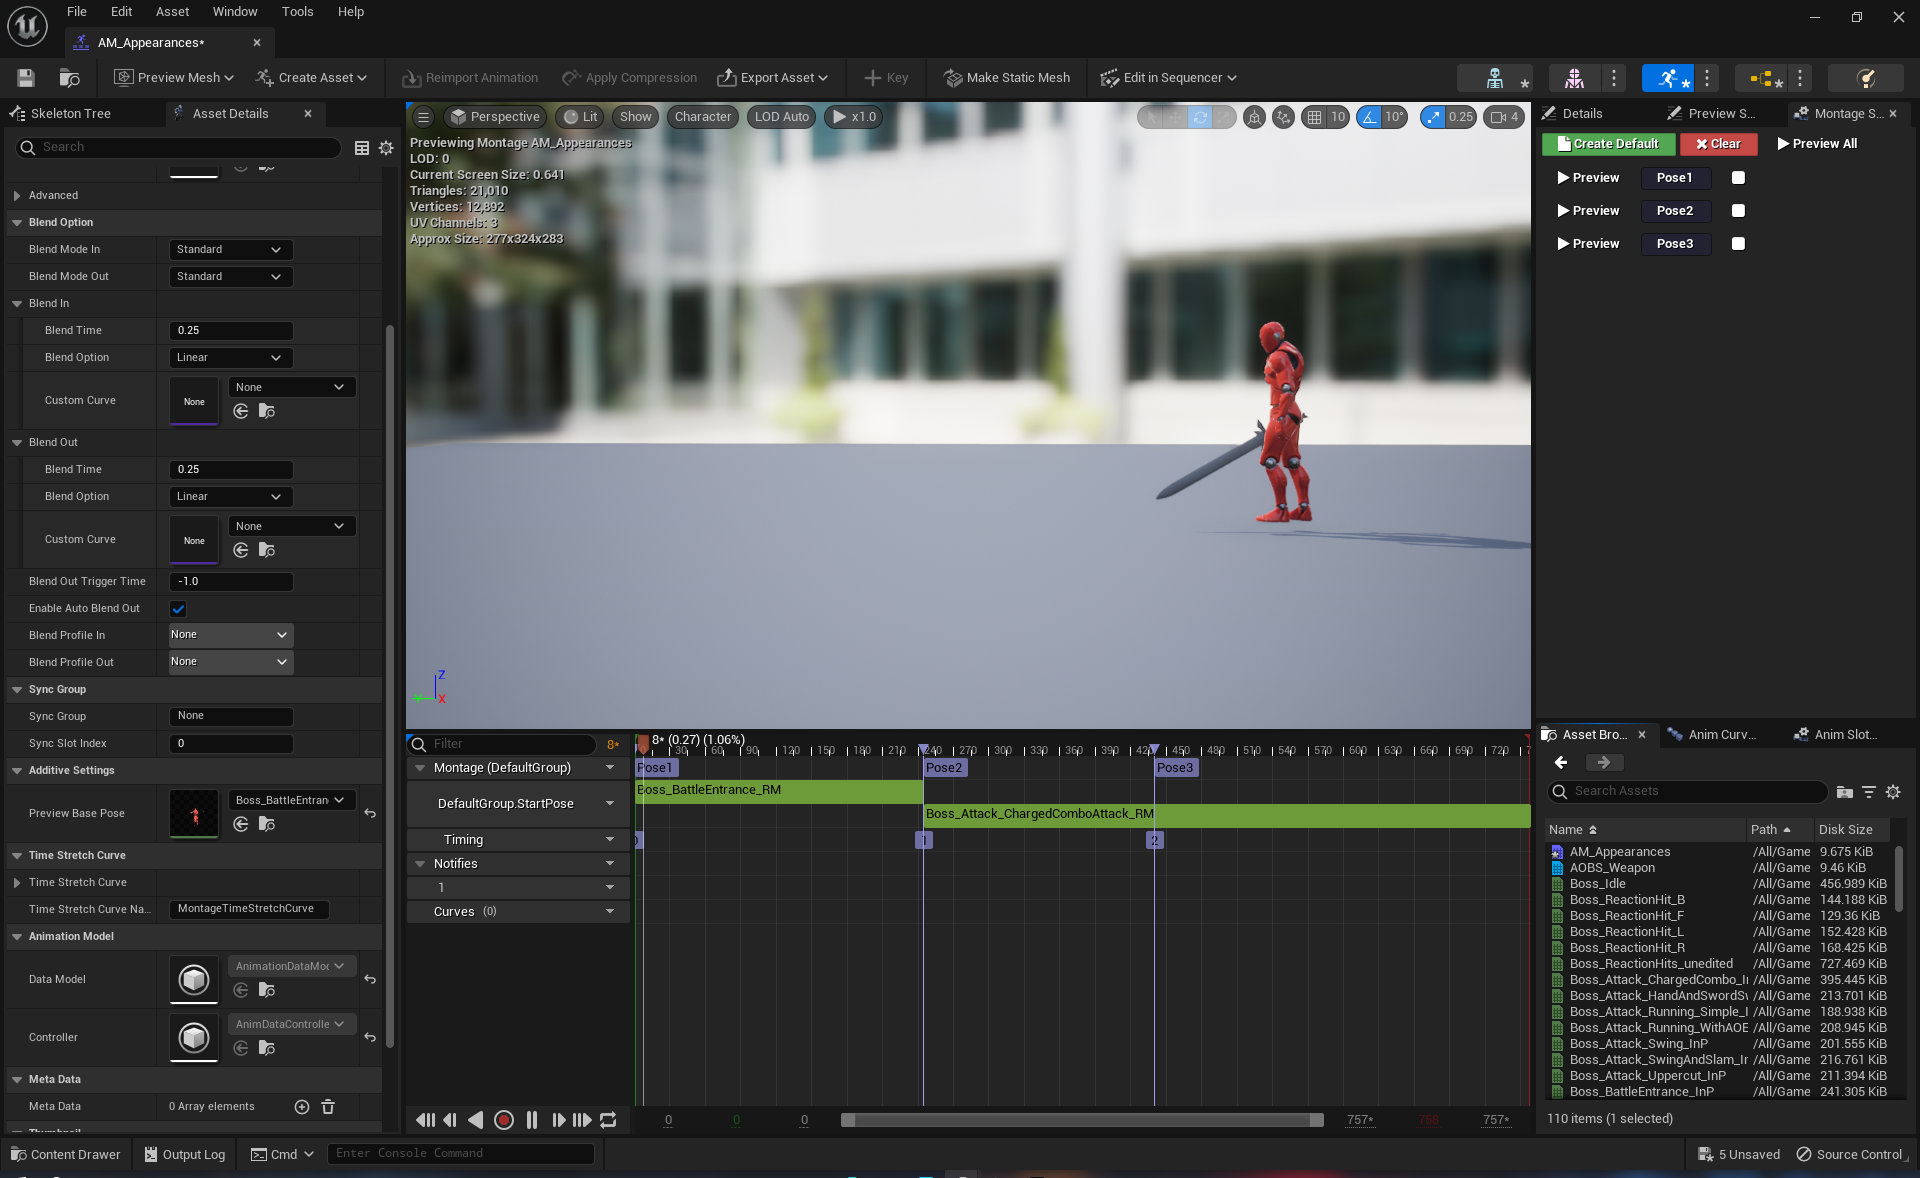 File Edit Asset Window Tools Help
AM_Appearances*
Preview Mesh Create Asset Reimport Animation Apply Compression Export Asset Key Make Static Mesh Edit in Sequencer
Skeleton Tree Asset Details
Search
Advanced
Blend Option
Blend Mode In Standard
Blend Mode Out Standard
Blend In
Blend Time 0.25
Blend Option Linear
Custom Curve None None
Blend Out
Blend Time 0.25
Blend Option Linear
Custom Curve None None
Blend Out Trigger Time -1.0
Enable Auto Blend Out
Blend Profile In None
Blend Profile Out None
Sync Group
Sync Group None
Sync Slot Index 0
Additive Settings
Preview Base Pose Boss_BattleEntran
Time Stretch Curve
Time Stretch Curve
Time Stretch Curve Na... MontageTimeStretchCurve
Animation Model
Data Model AnimationDataMoc
Controller AnimDataControlle
Meta Data
Meta Data 0 Array elements
Perspective Lit Show Character LOD Auto x1.0 10 10° 0.25 4
Previewing Montage AM_Appearances
LOD: 0
Current Screen Size: 0.641
Triangles: 21,010
Vertices: 12,892
UV Channels: 3
Approx Size: 277x324x283
Z
X
Filter 8* 8* (0.27) (1.06%)
30 60 90 120 150 180 210 240 270 300 330 360 390 420 450 480 510 540 570 600 630 660 690 720
Montage (DefaultGroup) Pose1 Pose2 Pose3
Boss_BattleEntrance_RM
DefaultGroup.StartPose
Boss_Attack_ChargedComboAttack_RM
Timing 1 2
Notifies
1
Curves (0)
0 0 0 757* 758 757*
Details Preview S... Montage S...
Create Default Clear Preview All
Preview Pose1
Preview Pose2
Preview Pose3
Asset Bro... Anim Curv... Anim Slot...
Search Assets
Name Path Disk Size
AM_Appearances /All/Game 9.675 KiB
AOBS_Weapon /All/Game 9.46 KiB
Boss_Idle /All/Game 456.989 KiB
Boss_ReactionHit_B /All/Game 144.188 KiB
Boss_ReactionHit_F /All/Game 129.36 KiB
Boss_ReactionHit_L /All/Game 152.428 KiB
Boss_ReactionHit_R /All/Game 168.425 KiB
Boss_ReactionHits_unedited /All/Game 727.469 KiB
Boss_Attack_ChargedCombo_I /All/Game 395.445 KiB
Boss_Attack_HandAndSwordS /All/Game 213.701 KiB
Boss_Attack_Running_Simple_I /All/Game 188.938 KiB
Boss_Attack_Running_WithAOE /All/Game 208.945 KiB
Boss_Attack_Swing_InP /All/Game 201.555 KiB
Boss_Attack_SwingAndSlam_Ir /All/Game 216.761 KiB
Boss_Attack_Uppercut_InP /All/Game 211.394 KiB
Boss_BattleEntrance_InP /All/Game 241.305 KiB
110 items (1 selected)
Content Drawer Output Log Cmd Enter Console Command 5 Unsaved Source Control